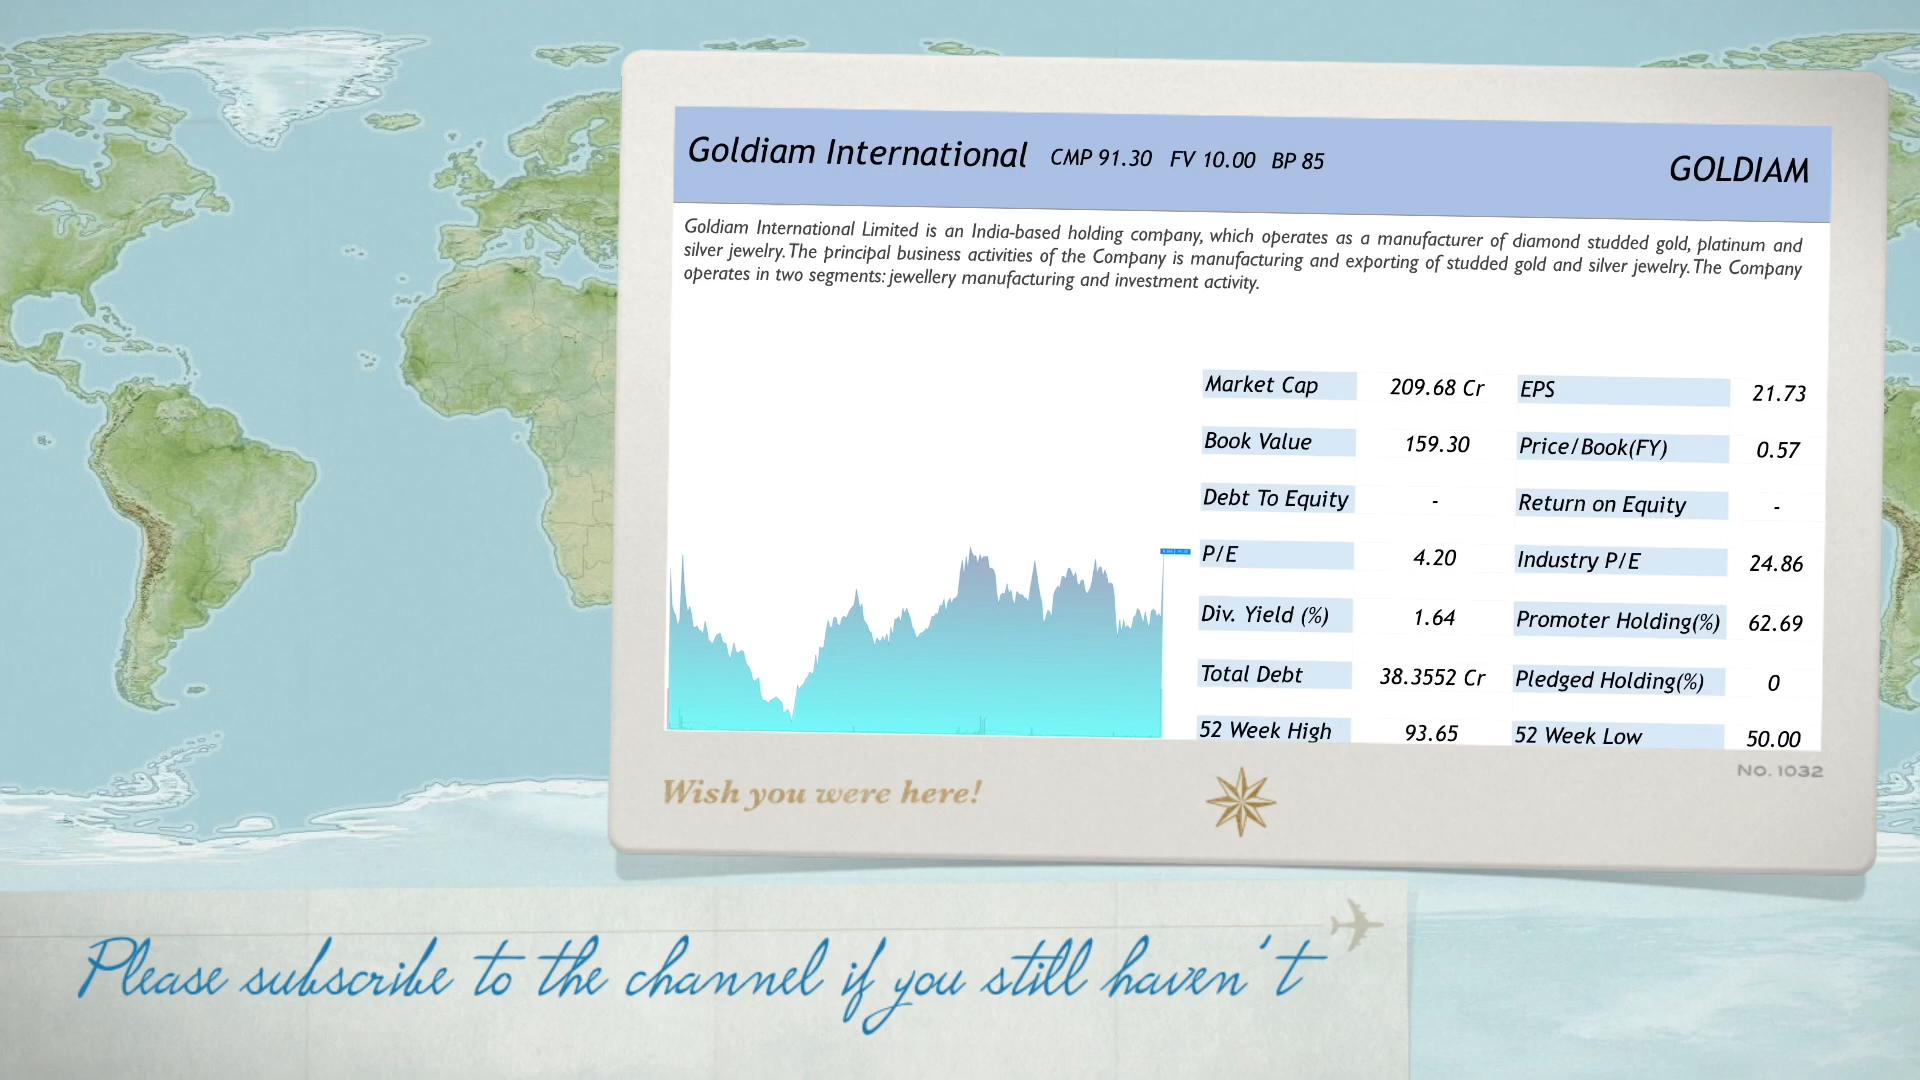 Goldiam International CMP 91.30 FV 10.00 BP 85 GOLDIAM
Goldiam International Limited is an India-based holding company, which operates as a manufacturer of diamond studded gold, platinum and
silver jewelry. The principal business activities of the Company is manufacturing and exporting of studded gold and silver jewelry. The Company
operates in two segments: jewellery manufacturing and investment activity.
Market Cap 209.68 Cr EPS 21.73
Book Value 159.30 Price/Book(FY) 0.57
Debt To Equity - Return on Equity -
P/E 4.20 Industry P/E 24.86
Div. Yield (%) 1.64 Promoter Holding(%) 62.69
Total Debt 38.3552 Cr Pledged Holding(%) 0
52 Week High 93.65 52 Week Low 50.00
NO. 1032
Wish you were here!
Please subscribe to the channel if you still haven't